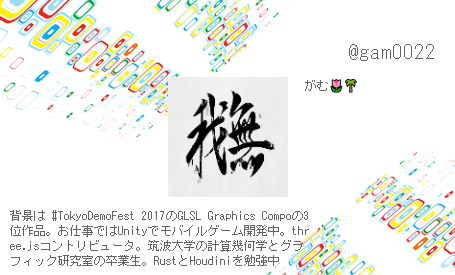 @gam0022
がむ🌷🌴
我無
背景は #TokyoDemoFest 2017のGLSL Graphics Compoの3
位作品。お仕事ではUnityでモバイルゲーム開発中。thr
ee.jsコントリビュータ。筑波大学の計算幾何学とグラ
フィック研究室の卒業生。RustとHoudiniを勉強中